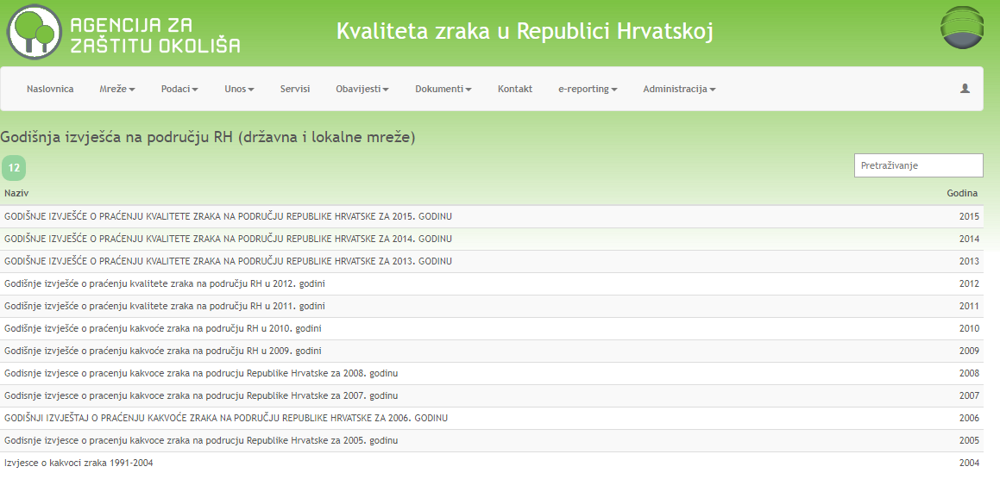 AGENCIJA ZA
ZAŠTITU OKOLIŠA
Kvaliteta zraka u Republici Hrvatskoj
Naslovnica Mreže Podaci Unos Servisi Obavijesti Dokumenti Kontakt e-reporting Administracija
Godišnja izvješća na području RH (državna i lokalne mreže)
12 Pretraživanje
Naziv Godina
GODIŠNJE IZVJEŠĆE O PRAĆENJU KVALITETE ZRAKA NA PODRUČJU REPUBLIKE HRVATSKE ZA 2015. GODINU 2015
GODIŠNJE IZVJEŠĆE O PRAĆENJU KVALITETE ZRAKA NA PODRUČJU REPUBLIKE HRVATSKE ZA 2014. GODINU 2014
GODIŠNJE IZVJEŠĆE O PRAĆENJU KVALITETE ZRAKA NA PODRUČJU REPUBLIKE HRVATSKE ZA 2013. GODINU 2013
Godišnje izvješće o praćenju kvalitete zraka na području RH u 2012. godini 2012
Godišnje izvješće o praćenju kvalitete zraka na području RH u 2011. godini 2011
Godišnje izvješće o praćenju kakvoće zraka na području RH u 2010. godini 2010
Godišnje izvješće o praćenju kakvoće zraka na području RH u 2009. godini 2009
Godisnje izvjesce o pracenju kakvoce zraka na podrucju Republike Hrvatske za 2008. godinu 2008
Godisnje izvjesce o pracenju kakvoce zraka na podrucju Republike Hrvatske za 2007. godinu 2007
GODIŠNJI IZVJEŠTAJ O PRAĆENJU KAKVOĆE ZRAKA NA PODRUČJU REPUBLIKE HRVATSKE ZA 2006. GODINU 2006
Godisnje izvjesce o pracenju kakvoce zraka na podrucju Republike Hrvatske za 2005. godinu 2005
Izvjesce o kakvoci zraka 1991-2004 2004